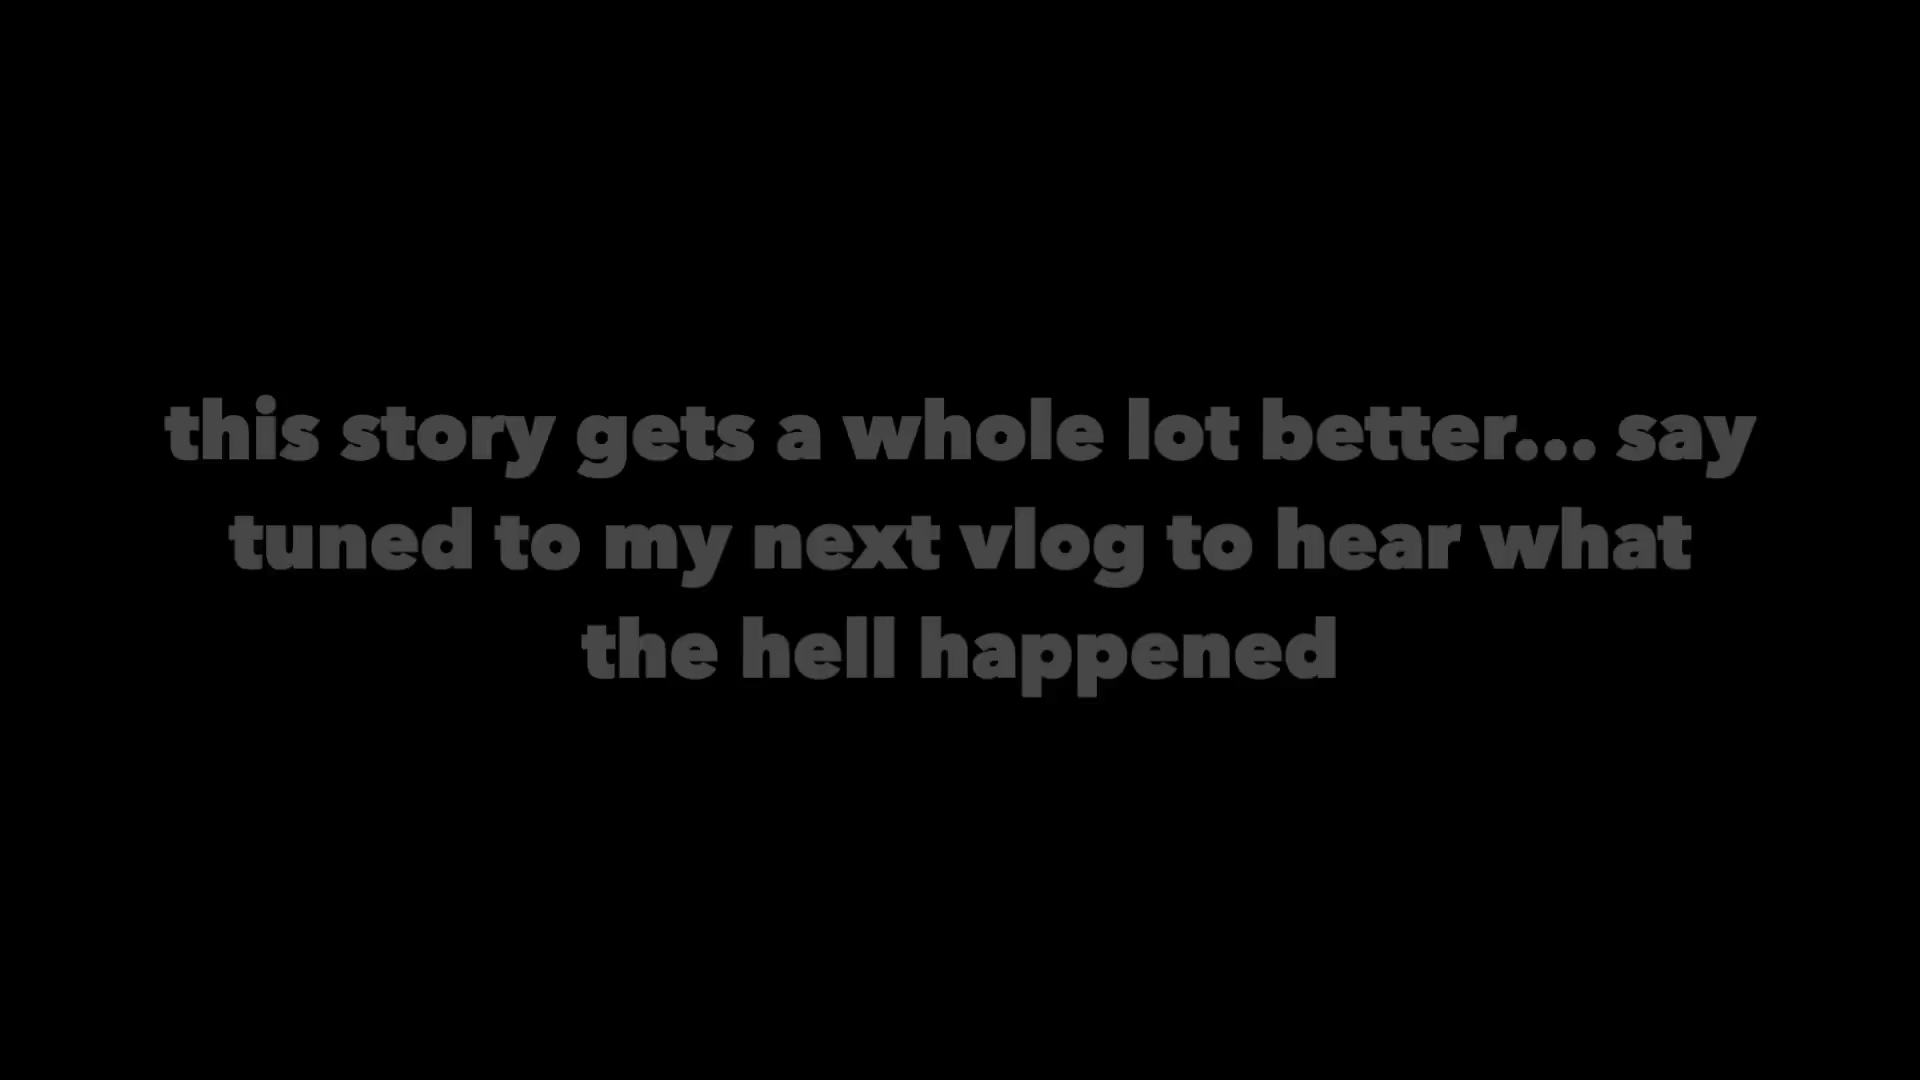 this story gets a whole lot better... say
tuned to my next vlog to hear what
the hell happened